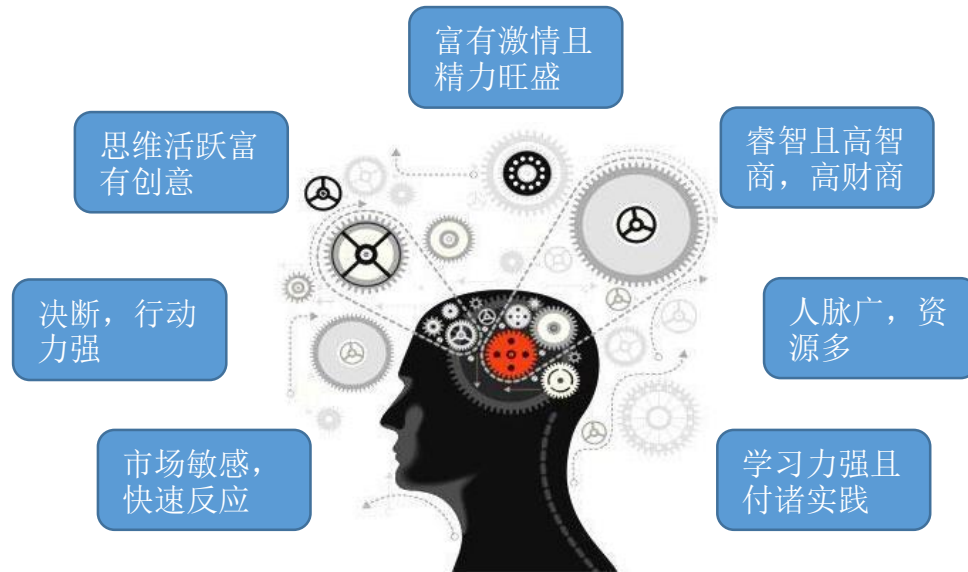 富有激情且
精力旺盛
思维活跃富
有创意
睿智且高智
商，高财商
决断，行动
力强
人脉广，资
源多
市场敏感，
快速反应
学习力强且
付诸实践